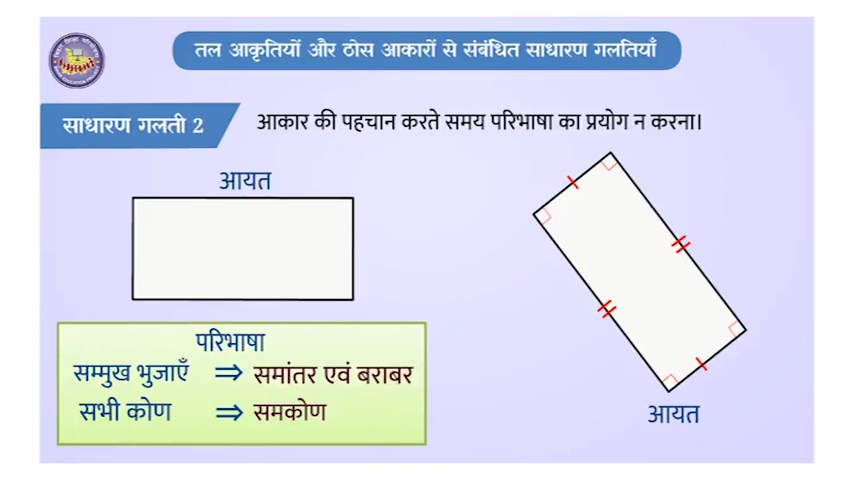 तल आकृतियों और ठोस आकारों से संबंधित साधारण गलतियाँ
साधारण गलती 2
आकार की पहचान करते समय परिभाषा का प्रयोग न करना।
आयत
परिभाषा
सम्मुख भुजाएँ ⇒ समांतर एवं बराबर
सभी कोण ⇒ समकोण
आयत